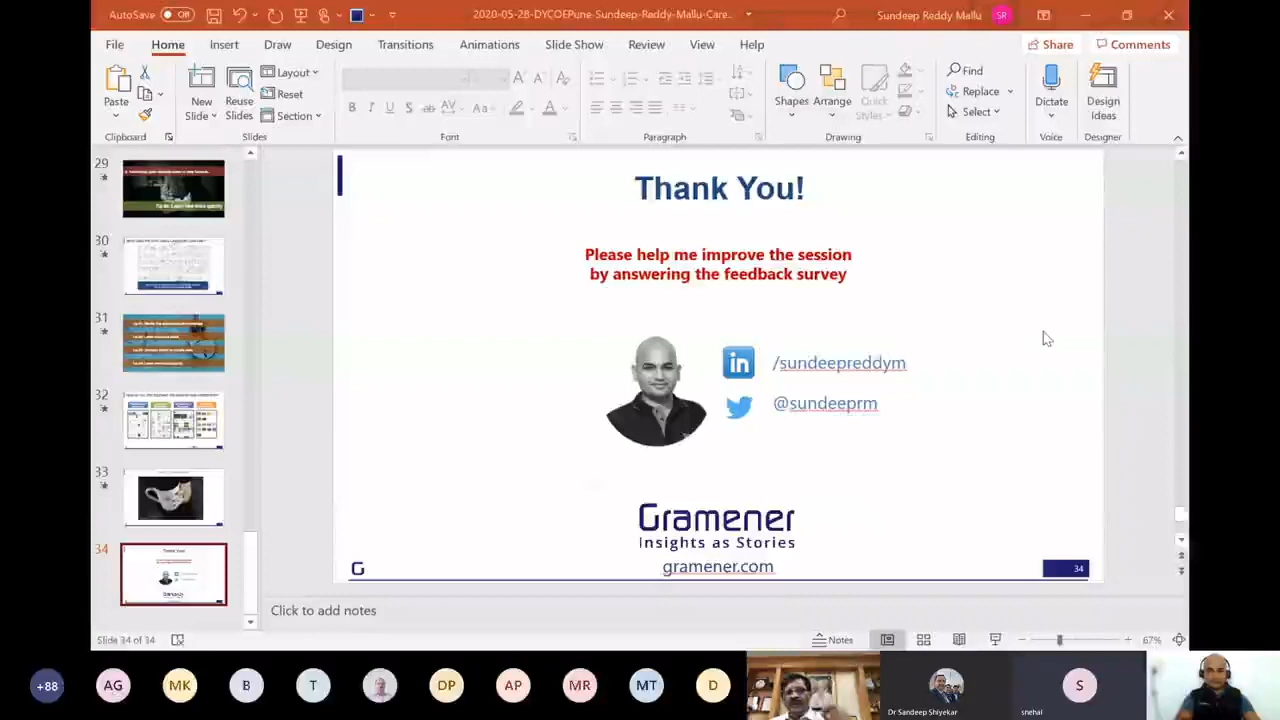 AutoSave Off 2020-05-28-DYCOEPune-Sundeep-Reddy-Mallu-Care... Sundeep Reddy Mallu SR
File Home Insert Draw Design Transitions Animations Slide Show Review View Help Share Comments
Paste New Slide Reuse Slides Layout Reset Section Shapes Arrange Quick Styles Find Replace Select Dictate Design Ideas
Clipboard Slides Font Paragraph Drawing Editing Voice Designer
29
30
31
32
33
34
Thank You!
Please help me improve the session
by answering the feedback survey
/sundeepreddym
@sundeeprm
Gramener
Insights as Stories
gramener.com
G
34
Click to add notes
Slide 34 of 34 Notes 67%
+88 AG MK B T DP AP MR MT D S
Dr Sandeep Shiyekar snehal